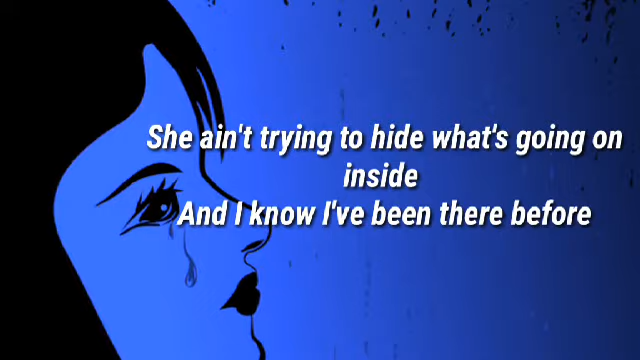 She ain't trying to hide what's going on
inside
And I know I've been there before